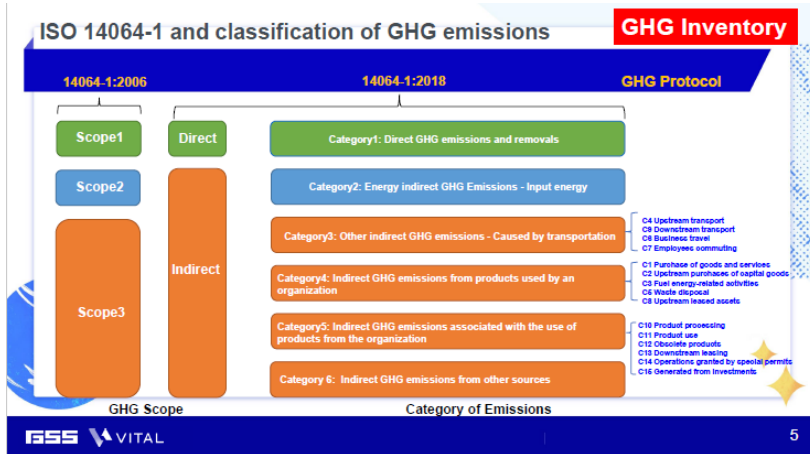 ISO 14064-1 and classification of GHG emissions
GHG Inventory
14064-1:2006
14064-1:2018
GHG Protocol
Scope1
Direct
Category1: Direct GHG emissions and removals
Scope2
Category2: Energy indirect GHG Emissions - Input energy
Scope3
Indirect
Category3: Other indirect GHG emissions - Caused by transportation
C4 Upstream transport
C9 Downstream transport
C6 Business travel
C7 Employees commuting
Category4: Indirect GHG emissions from products used by an
organization
C1 Purchase of goods and services
C2 Upstream purchases of capital goods
C3 Fuel energy-related activities
C5 Waste disposal
C8 Upstream leased assets
Category5: Indirect GHG emissions associated with the use of
products from the organization
C10 Product processing
C11 Product use
C12 Obsolete products
C13 Downstream leasing
C14 Operations granted by special permits
C15 Generated from investments
Category 6: Indirect GHG emissions from other sources
GHG Scope
Category of Emissions
GSS VITAL
5